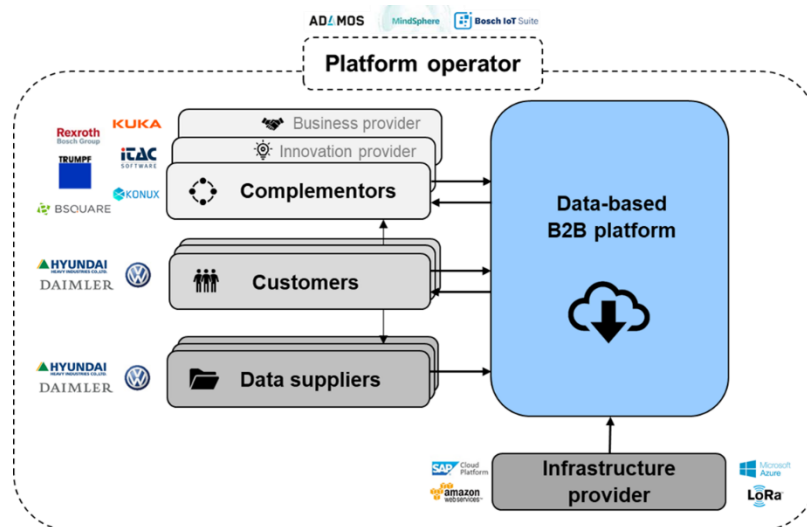 ADAMOS
MindSphere
Bosch IoT Suite
Platform operator
Business provider
Innovation provider
Complementors
KUKA
Rexroth
Bosch Group
iTAC
SOFTWARE
TRUMPF
KONUX
BSQUARE
Data-based
B2B platform
HYUNDAI
HEAVY INDUSTRIES CO.,LTD.
DAIMLER
Customers
HYUNDAI
HEAVY INDUSTRIES CO.,LTD.
DAIMLER
Data suppliers
SAP Cloud
Platform
amazon
webservices
Infrastructure
provider
Microsoft
Azure
LoRa